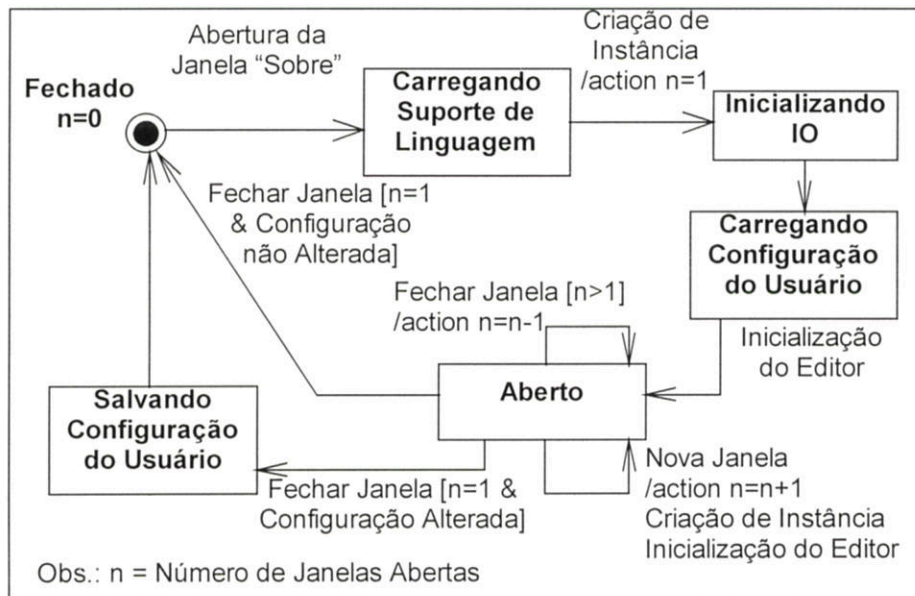 Abertura da
Janela “Sobre”
Criação de
Instância
/action n=1
Fechado
n=0
Carregando
Suporte de
Linguagem
Inicializando
IO
Fechar Janela [n=1
& Configuração
não Alterada]
Carregando
Configuração
do Usuário
Fechar Janela [n>1]
/action n=n-1
Inicialização
do Editor
Aberto
Salvando
Configuração
do Usuário
Fechar Janela [n=1 &
Configuração Alterada]
Nova Janela
/action n=n+1
Criação de Instância
Inicialização do Editor
Obs.: n = Número de Janelas Abertas